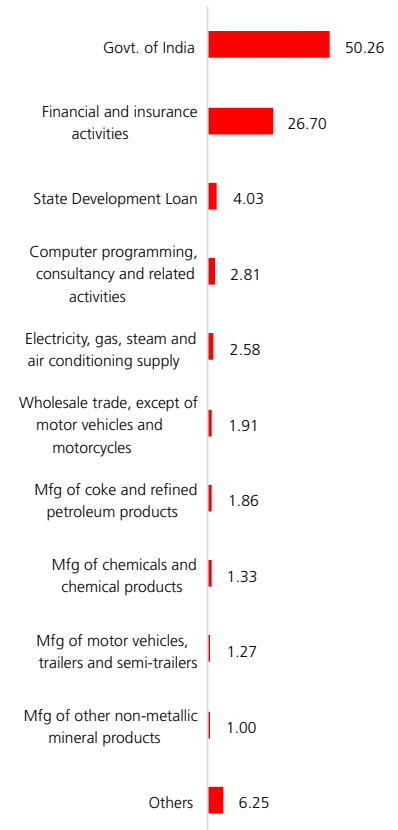 Govt. of India 50.26
Financial and insurance
activities
26.70
State Development Loan 4.03
Computer programming,
consultancy and related
activities
2.81
Electricity, gas, steam and
air conditioning supply
2.58
Wholesale trade, except of
motor vehicles and
motorcycles
1.91
Mfg of coke and refined
petroleum products
1.86
Mfg of chemicals and
chemical products
1.33
Mfg of motor vehicles,
trailers and semi-trailers
1.27
Mfg of other non-metallic
mineral products
1.00
Others 6.25